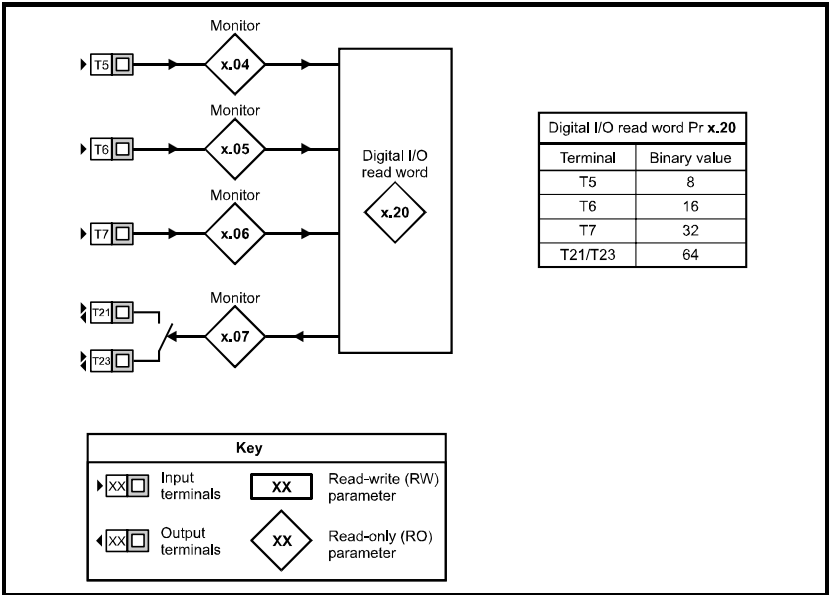 Monitor
T5
x.04
Monitor
T6
x.05
Digital I/O
read word
x.20
Monitor
T7
x.06
Monitor
T21
x.07
T23
Digital I/O read word Pr x.20
Terminal Binary value
T5 8
T6 16
T7 32
T21/T23 64
Key
XX Input
terminals
XX Read-write (RW)
parameter
XX Output
terminals
XX Read-only (RO)
parameter